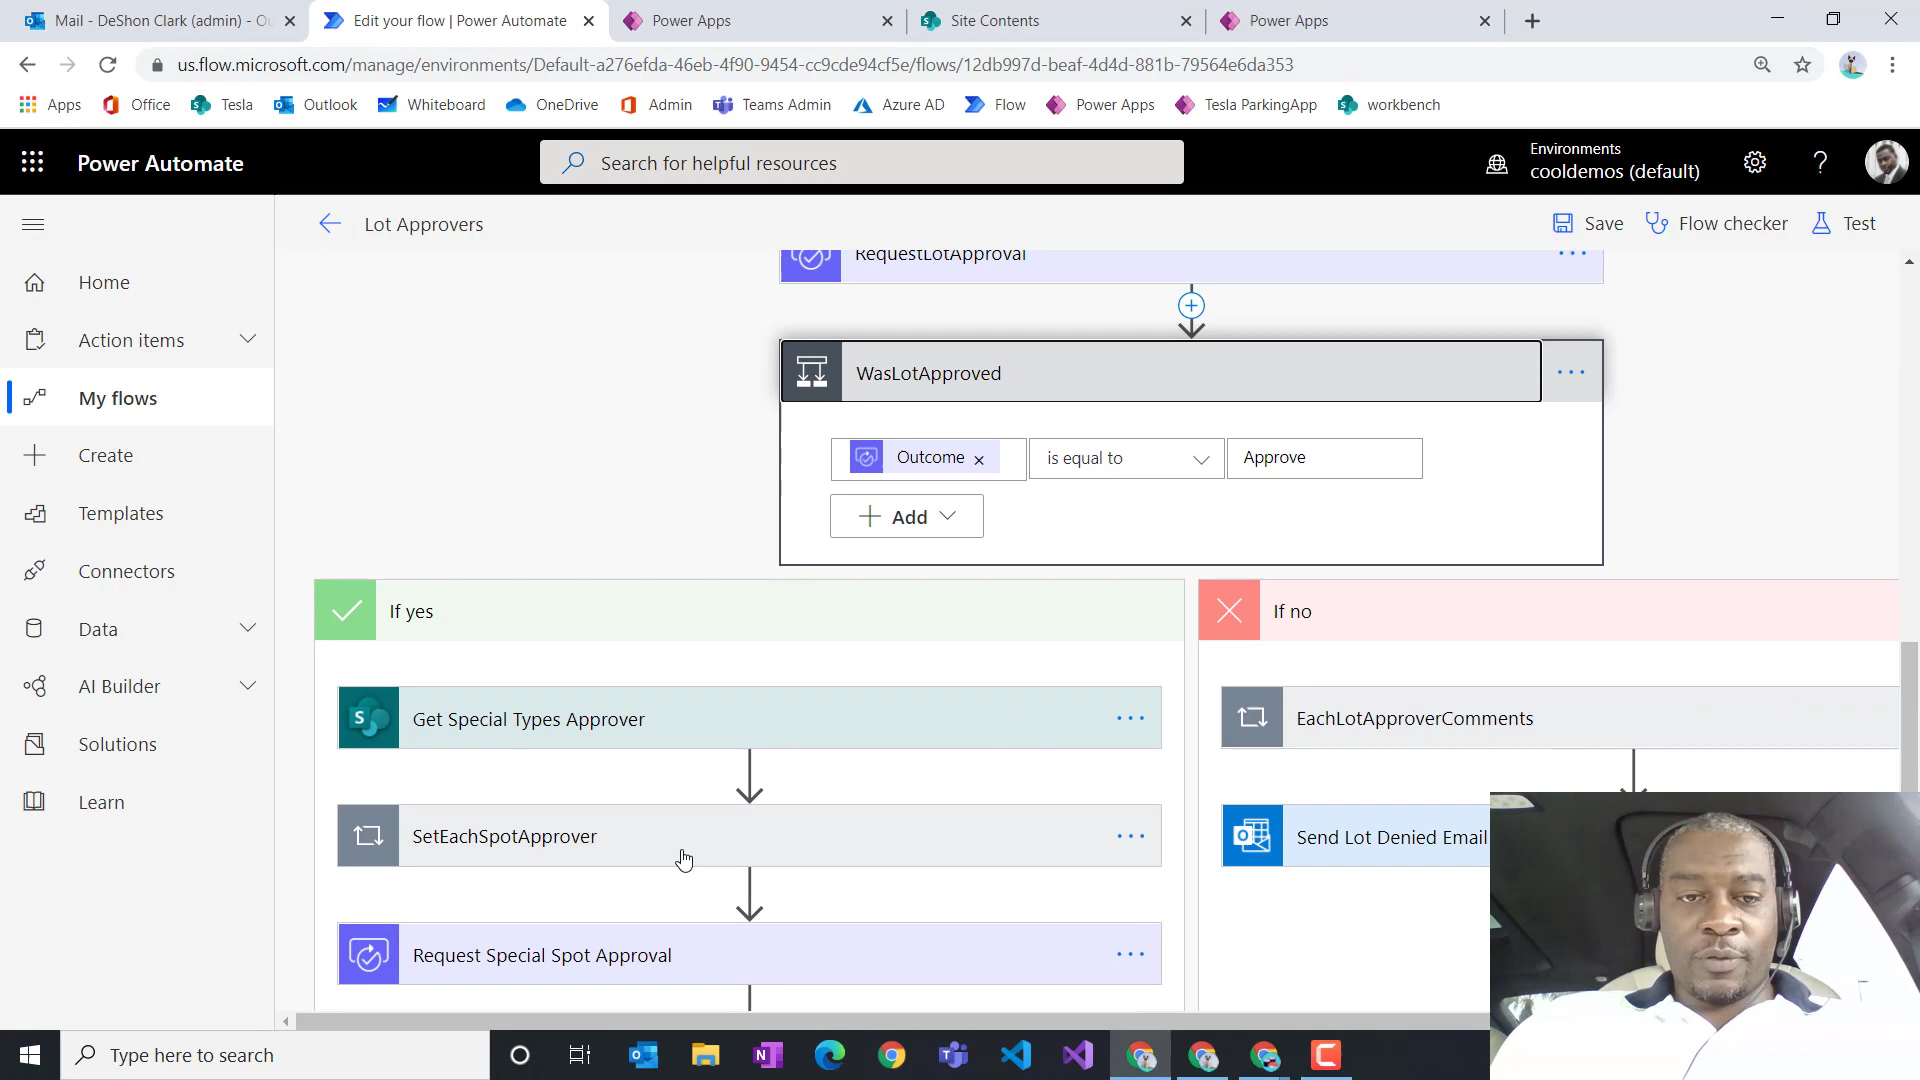 Mail - DeShon Clark (admin) - Ou
Edit your flow | Power Automate
Power Apps
Site Contents
Power Apps
us.flow.microsoft.com/manage/environments/Default-a276efda-46eb-4f90-9454-cc9cde94cf5e/flows/12db997d-beaf-4d4d-881b-79564e6da353
Apps
Office
Tesla
Outlook
Whiteboard
OneDrive
Admin
Teams Admin
Azure AD
Flow
Power Apps
Tesla ParkingApp
workbench
Power Automate
Search for helpful resources
Environments
cooldemos (default)
Lot Approvers
Save
Flow checker
Test
Home
Action items
My flows
Create
Templates
Connectors
Data
AI Builder
Solutions
Learn
RequestLotApproval
WasLotApproved
Outcome
is equal to
Approve
Add
If yes
If no
Get Special Types Approver
EachLotApproverComments
SetEachSpotApprover
Send Lot Denied Email
Request Special Spot Approval
Type here to search